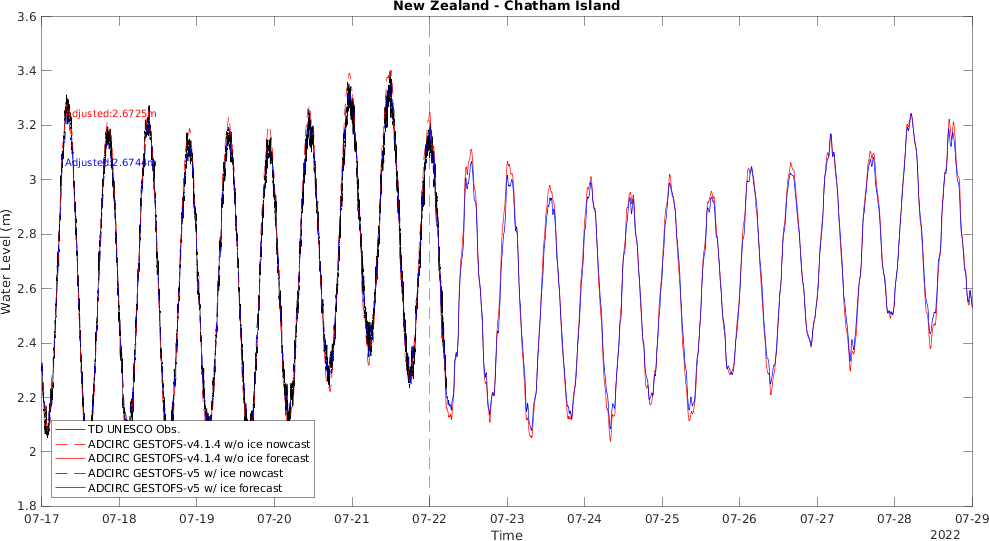 New Zealand - Chatham Island
3.6
3.4
3.2
3
2.8
2.6
2.4
2.2
2
1.8
Water Level (m)
Adjusted:2.6725m
Adjusted:2.6744m
TD UNESCO Obs.
ADCIRC GESTOFS-v4.1.4 w/o ice nowcast
ADCIRC GESTOFS-v4.1.4 w/o ice forecast
ADCIRC GESTOFS-v5 w/ ice nowcast
ADCIRC GESTOFS-v5 w/ ice forecast
07-17 07-18 07-19 07-20 07-21 07-22 07-23 07-24 07-25 07-26 07-27 07-28 07-29
Time
2022